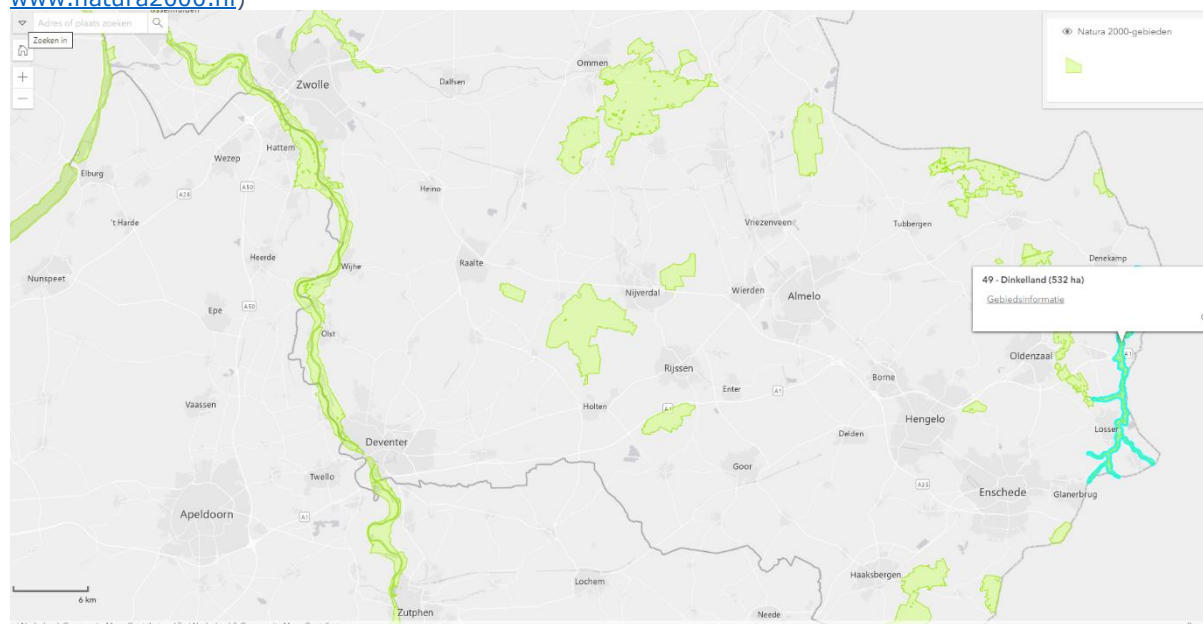 www.natura2000.nl)
Adres of plaats zoeken
Zoeken in
Natura 2000-gebieden
Ommen
Zwolle
Dalfsen
Hattem
Wezep
Elburg
A50
A28
Heino
't Harde
Vriezenveen
Tubbergen
Heerde
Wijhe
Raalte
Denekamp
Nunspeet
49 - Dinkelland (532 ha)
Gebiedsinformatie
Nijverdal
Wierden
Almelo
Epe
A50
Olst
Oldenzaal
A1
Rijssen
Borne
Enter
A1
Vaassen
Holten
A1
Hengelo
Delden
Losser
Deventer
Goor
Twello
A35
Enschede
Glanerbrug
Apeldoorn
A1
Haaksbergen
Lochem
6 km
Zutphen
Neede